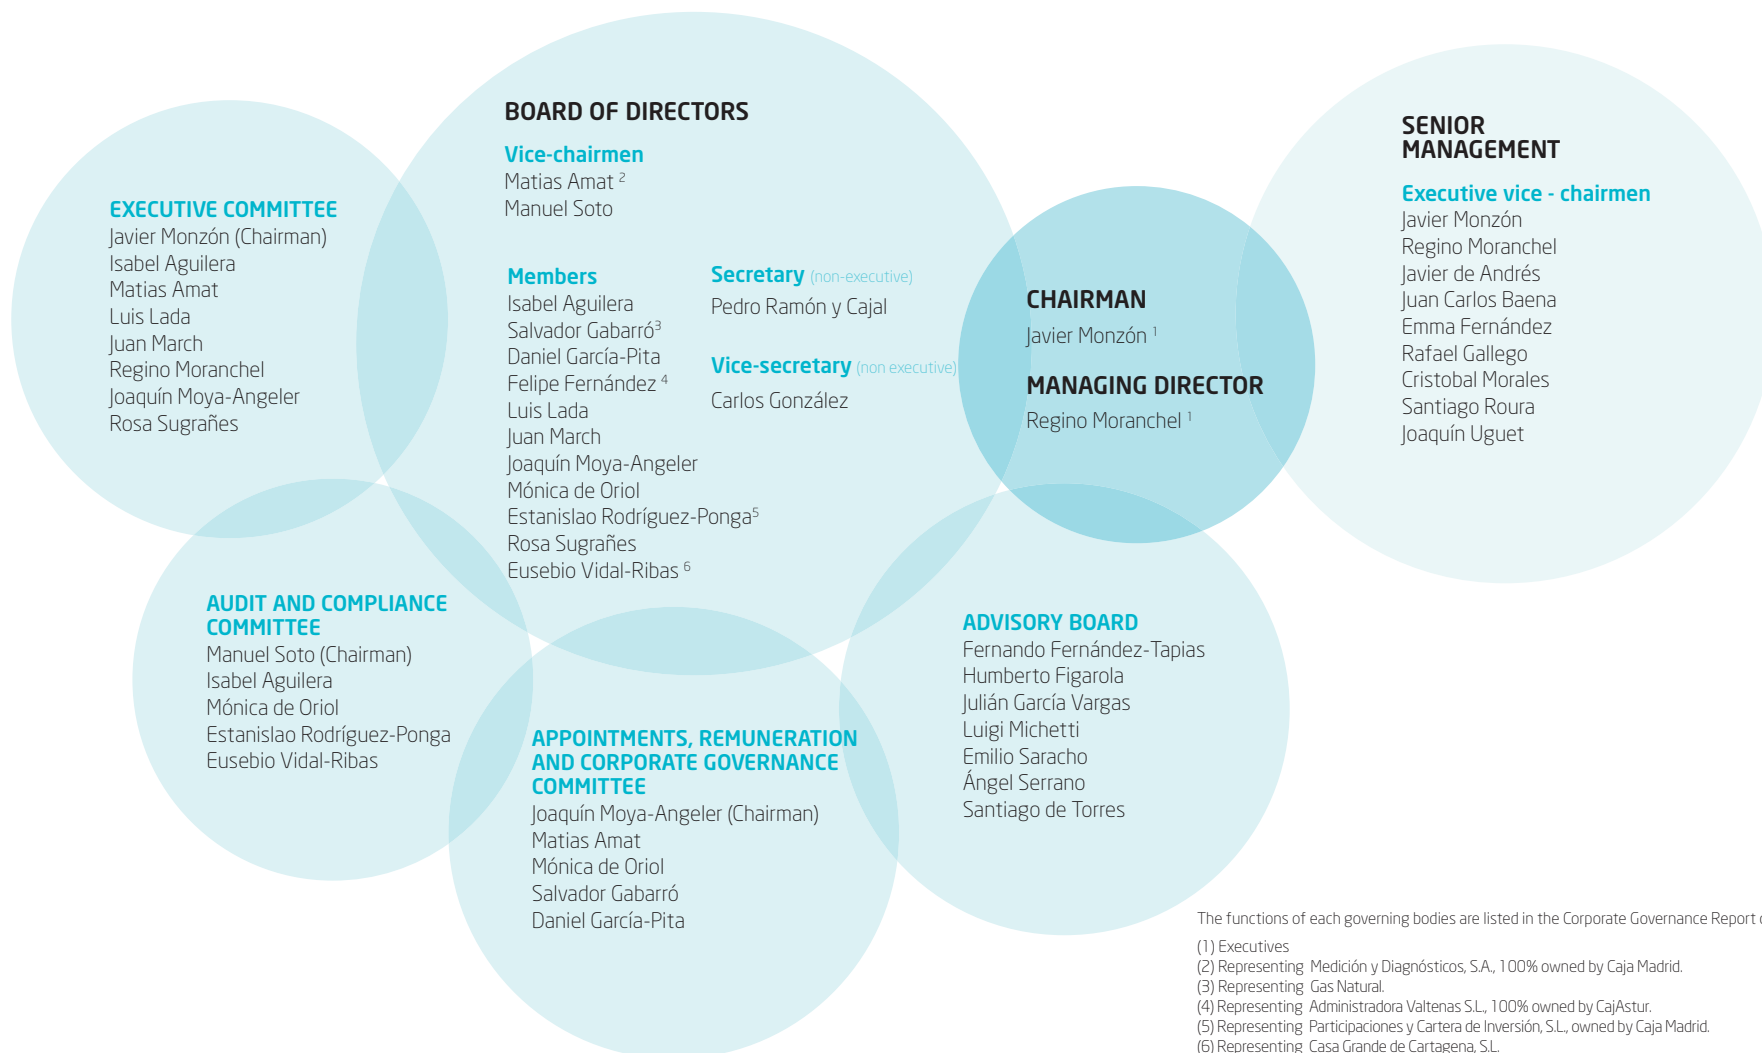 BOARD OF DIRECTORS
Vice-chairmen
Matias Amat 2
Manuel Soto
Members
Isabel Aguilera
Salvador Gabarró3
Daniel García-Pita
Felipe Fernández 4
Luis Lada
Juan March
Joaquín Moya-Angeler
Mónica de Oriol
Estanislao Rodríguez-Ponga5
Rosa Sugrañes
Eusebio Vidal-Ribas 6
Secretary (non-executive)
Pedro Ramón y Cajal
Vice-secretary (non executive)
Carlos González
EXECUTIVE COMMITTEE
Javier Monzón (Chairman)
Isabel Aguilera
Matias Amat
Luis Lada
Juan March
Regino Moranchel
Joaquín Moya-Angeler
Rosa Sugrañes
CHAIRMAN
Javier Monzón 1
MANAGING DIRECTOR
Regino Moranchel 1
SENIOR
MANAGEMENT
Executive vice - chairmen
Javier Monzón
Regino Moranchel
Javier de Andrés
Juan Carlos Baena
Emma Fernández
Rafael Gallego
Cristobal Morales
Santiago Roura
Joaquín Uguet
AUDIT AND COMPLIANCE
COMMITTEE
Manuel Soto (Chairman)
Isabel Aguilera
Mónica de Oriol
Estanislao Rodríguez-Ponga
Eusebio Vidal-Ribas
APPOINTMENTS, REMUNERATION
AND CORPORATE GOVERNANCE
COMMITTEE
Joaquín Moya-Angeler (Chairman)
Matias Amat
Mónica de Oriol
Salvador Gabarró
Daniel García-Pita
ADVISORY BOARD
Fernando Fernández-Tapias
Humberto Figarola
Julián García Vargas
Luigi Michetti
Emilio Saracho
Ángel Serrano
Santiago de Torres
The functions of each governing bodies are listed in the Corporate Governance Report
(1) Executives
(2) Representing Medición y Diagnósticos, S.A., 100% owned by Caja Madrid.
(3) Representing Gas Natural.
(4) Representing Administradora Valtenas S.L., 100% owned by CajAstur.
(5) Representing Participaciones y Cartera de Inversión, S.L., owned by Caja Madrid.
(6) Representing Casa Grande de Cartagena, S.L.